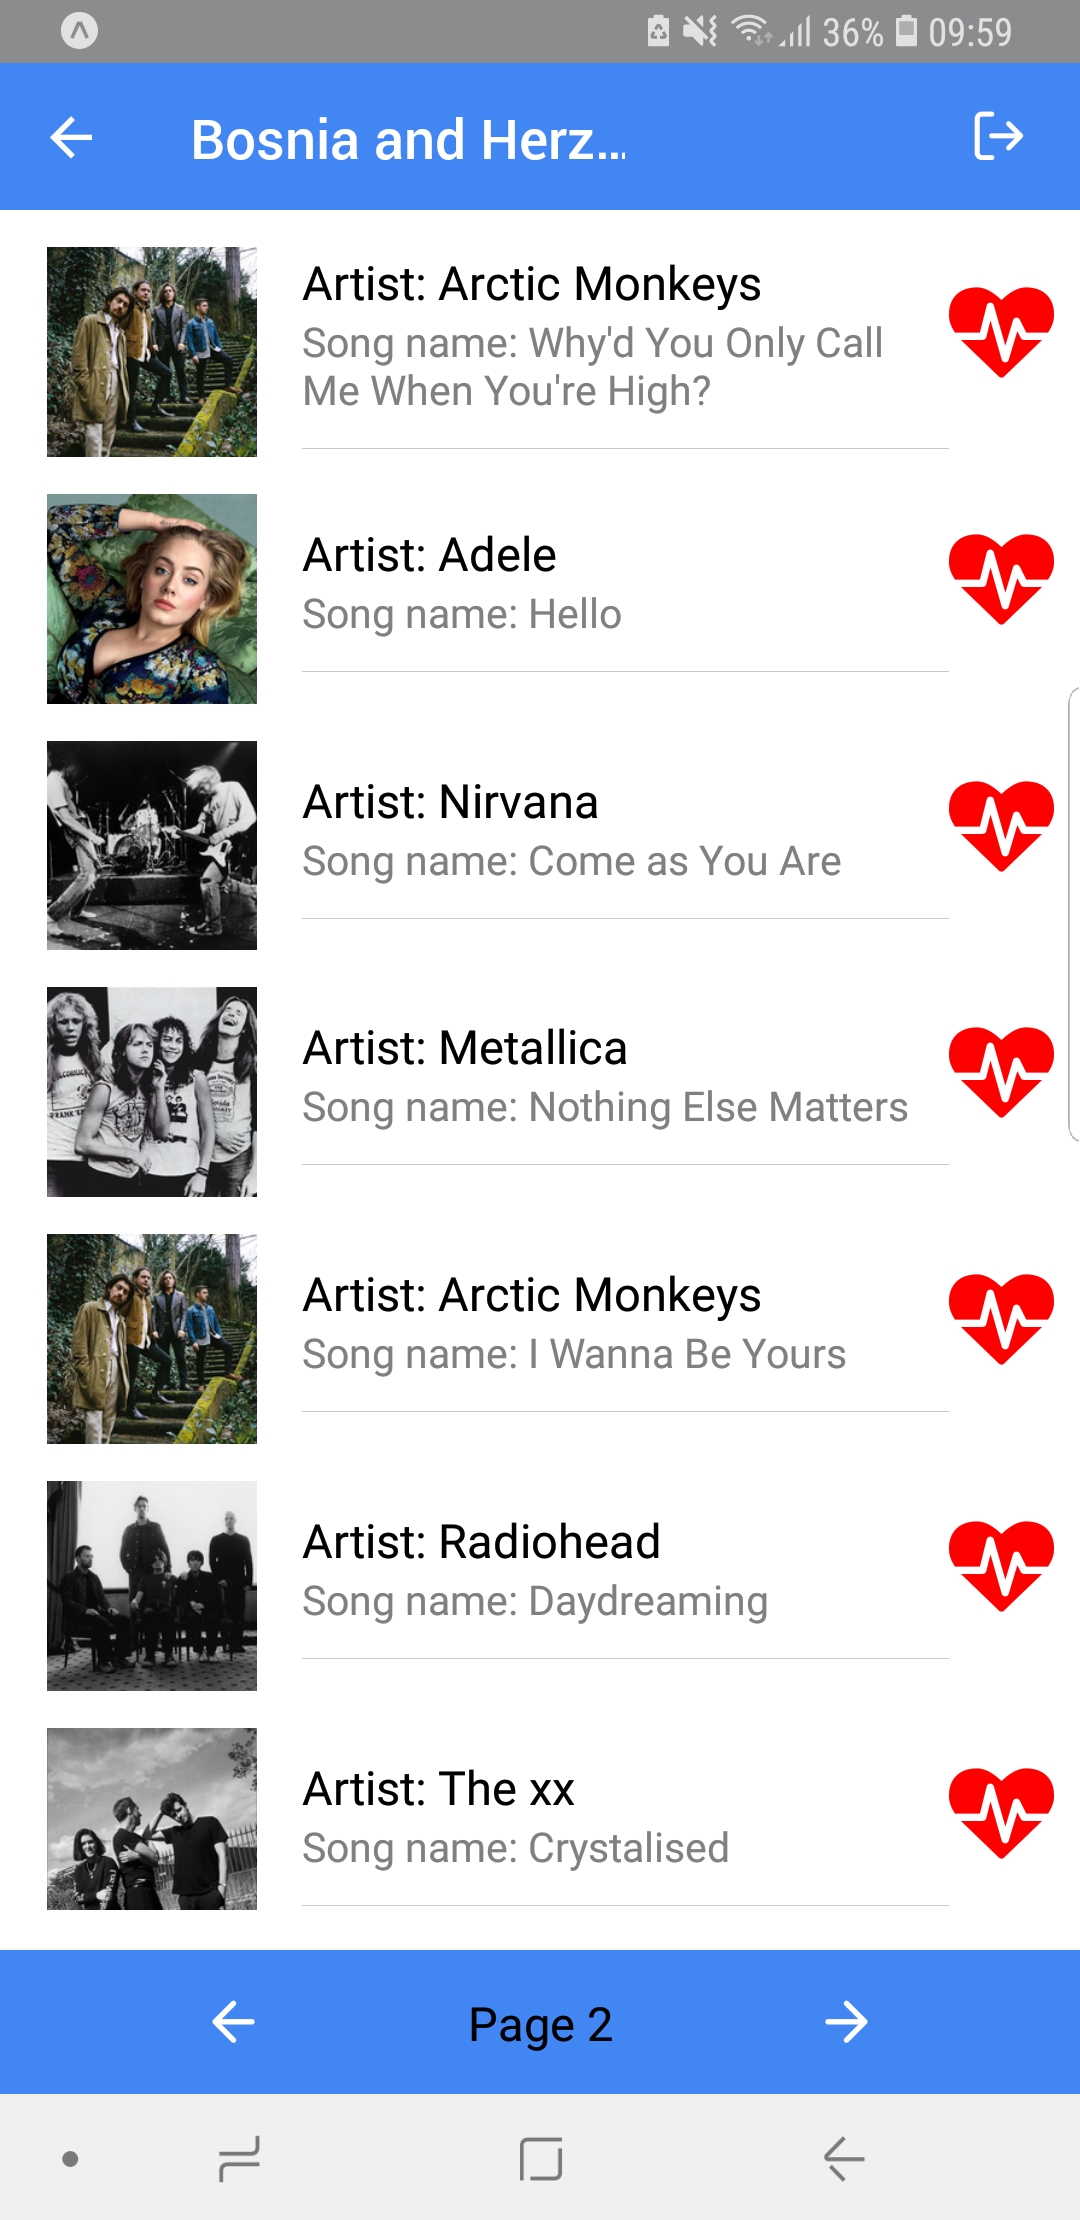 36% 09:59
Bosnia and Herz...
Artist: Arctic Monkeys
Song name: Why'd You Only Call
Me When You're High?
Artist: Adele
Song name: Hello
Artist: Nirvana
Song name: Come as You Are
Artist: Metallica
Song name: Nothing Else Matters
Artist: Arctic Monkeys
Song name: I Wanna Be Yours
Artist: Radiohead
Song name: Daydreaming
Artist: The xx
Song name: Crystalised
Page 2